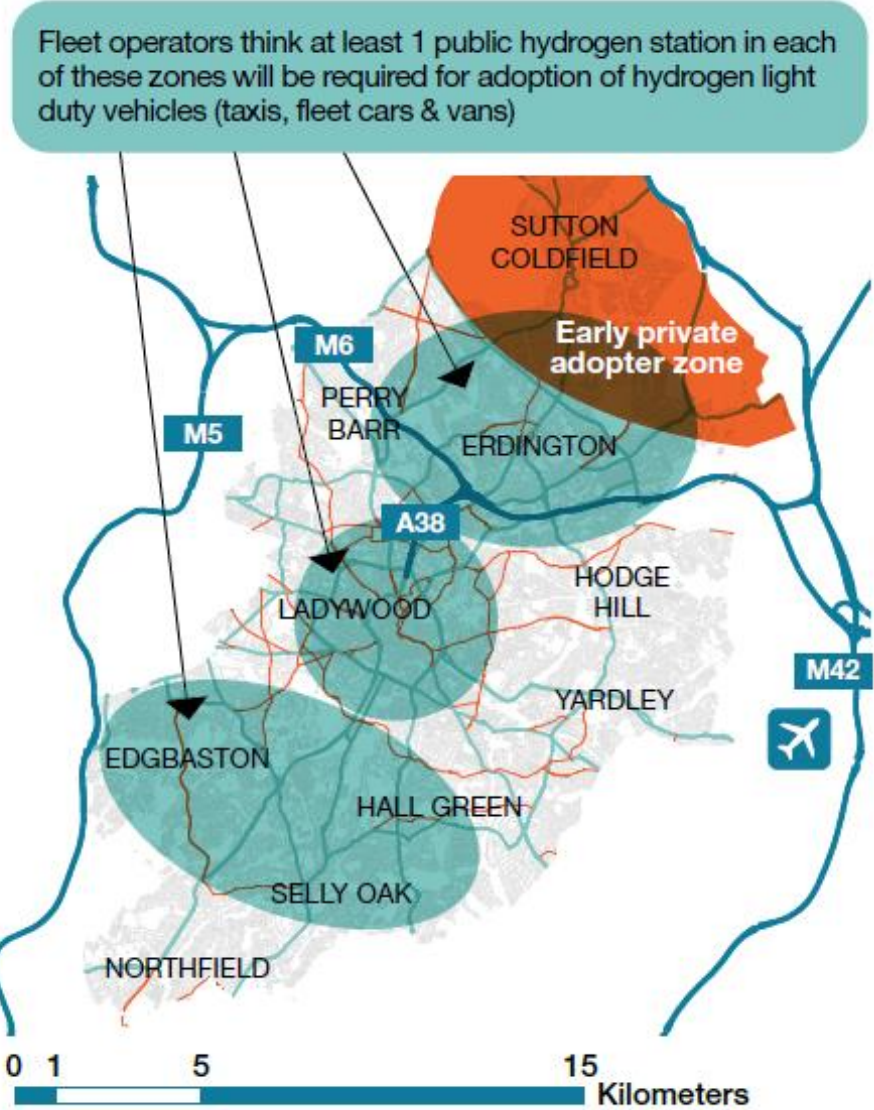 Fleet operators think at least 1 public hydrogen station in each
of these zones will be required for adoption of hydrogen light
duty vehicles (taxis, fleet cars & vans)
SUTTON
COLDFIELD
Early private
adopter zone
M6
PERRY
BARR
M5
ERDINGTON
A38
HODGE
HILL
LADYWOOD
M42
YARDLEY
EDGBASTON
HALL GREEN
SELLY OAK
NORTHFIELD
0 1 5 15
Kilometers